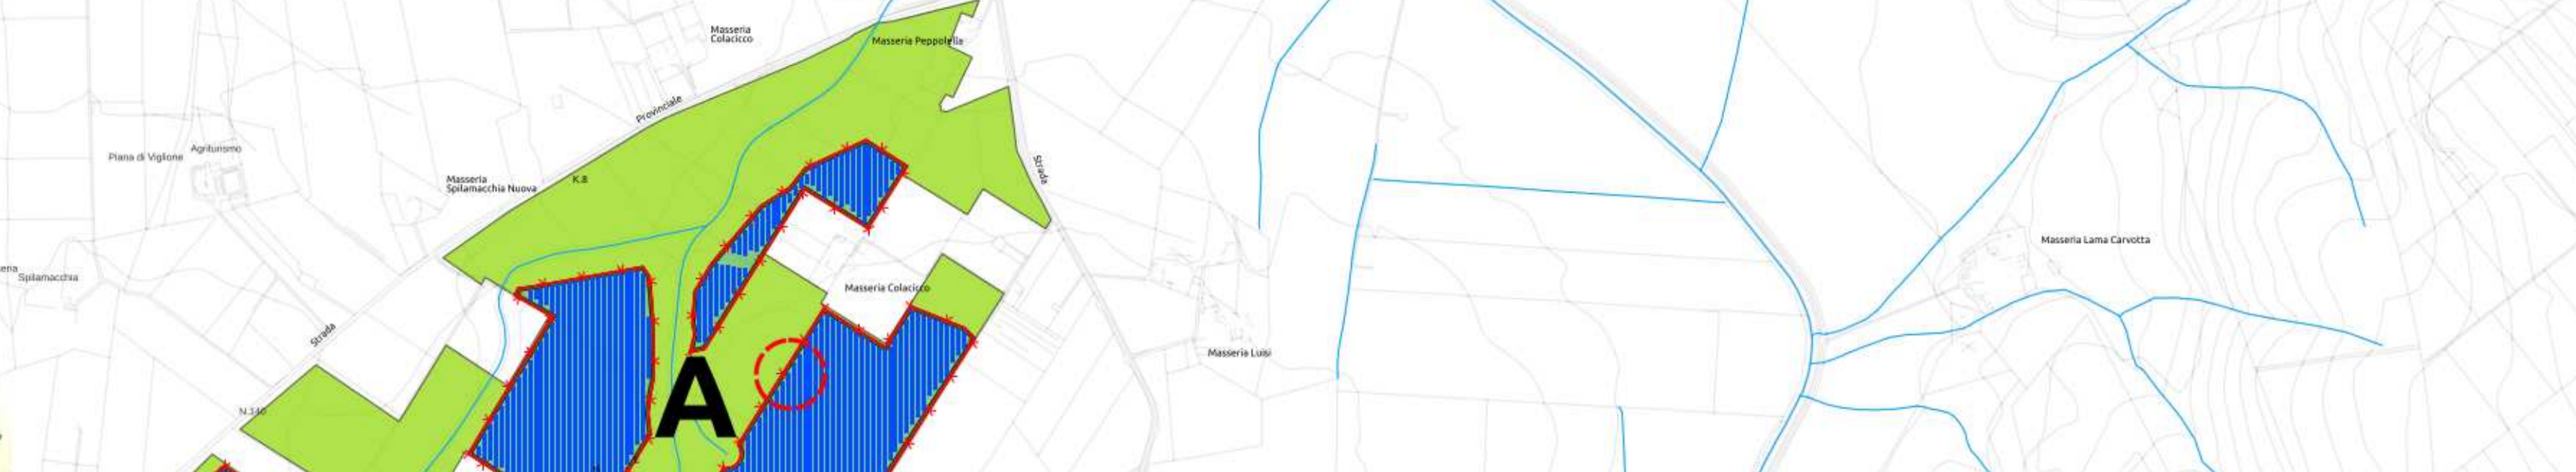 Masseria
Colacicco
Masseria Peppolella
Provinciale
Piana di Viglione
Agriturismo
Masseria
Spilamacchia Nuova
K.8
Strada
Masseria Lama Carvotta
Spilamacchia
Masseria Colacicco
Strada
Masseria Luisi
A
N.140